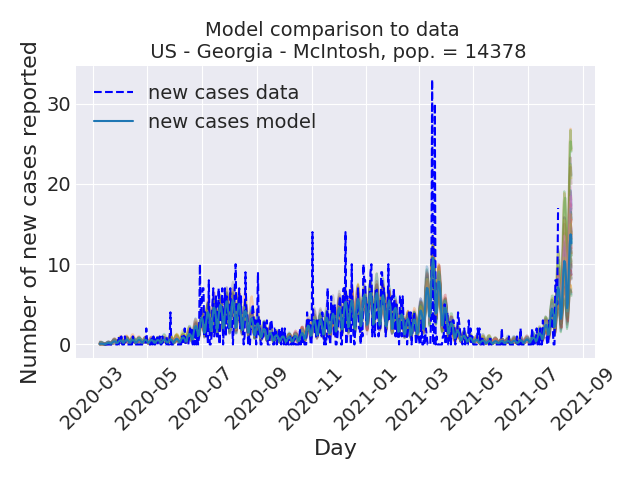 Model comparison to data
US - Georgia - McIntosh, pop. = 14378
Number of new cases reported
30
20
10
0
new cases data
new cases model
2020-03
2020-05
2020-07
2020-09
2020-11
2021-01
2021-03
2021-05
2021-07
2021-09
Day